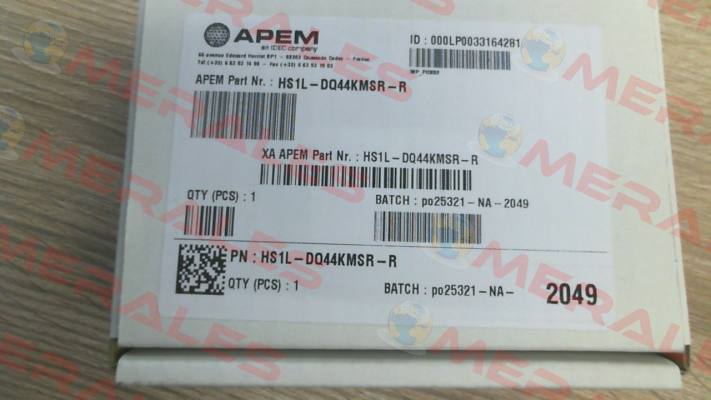 APEM
an IDEC company
ID : 000LP0033164281
APEM Part Nr. : HS1L-DQ44KMSR-R
XA APEM Part Nr. : HS1L-DQ44KMSR-R
QTY (PCS) : 1
BATCH : po25321-NA-2049
PN : HS1L-DQ44KMSR-R
QTY (PCS) : 1
BATCH : po25321-NA-
2049
MERALES